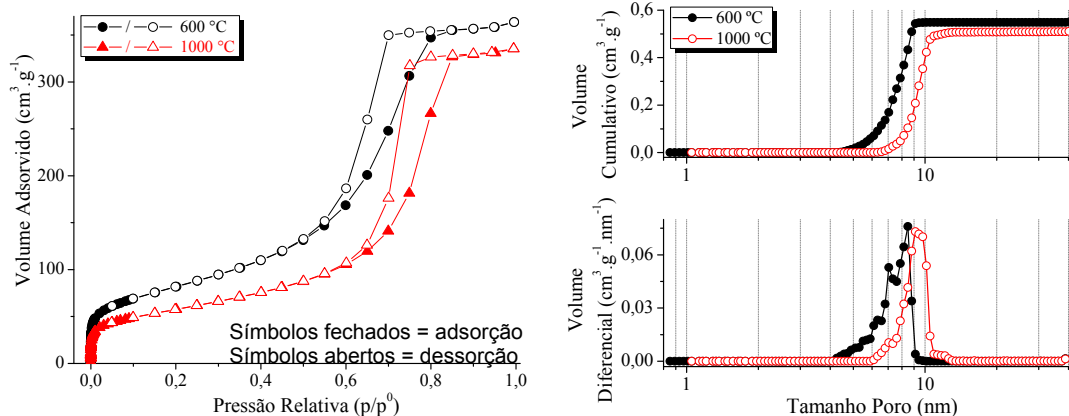 600 °C
1000 °C
Volume Adsorvido (cm³.g⁻¹)
300
200
100
0
Símbolos fechados = adsorção
Símbolos abertos = dessorção
0,0 0,2 0,4 0,6 0,8 1,0
Pressão Relativa (p/p⁰)
600 °C
1000 ºC
Volume
Cumulativo (cm³.g⁻¹)
0,6
0,4
0,2
0,0
1 10
Volume
Diferencial (cm³.g⁻¹.nm⁻¹)
0,06
0,03
0,00
1 10
Tamanho Poro (nm)